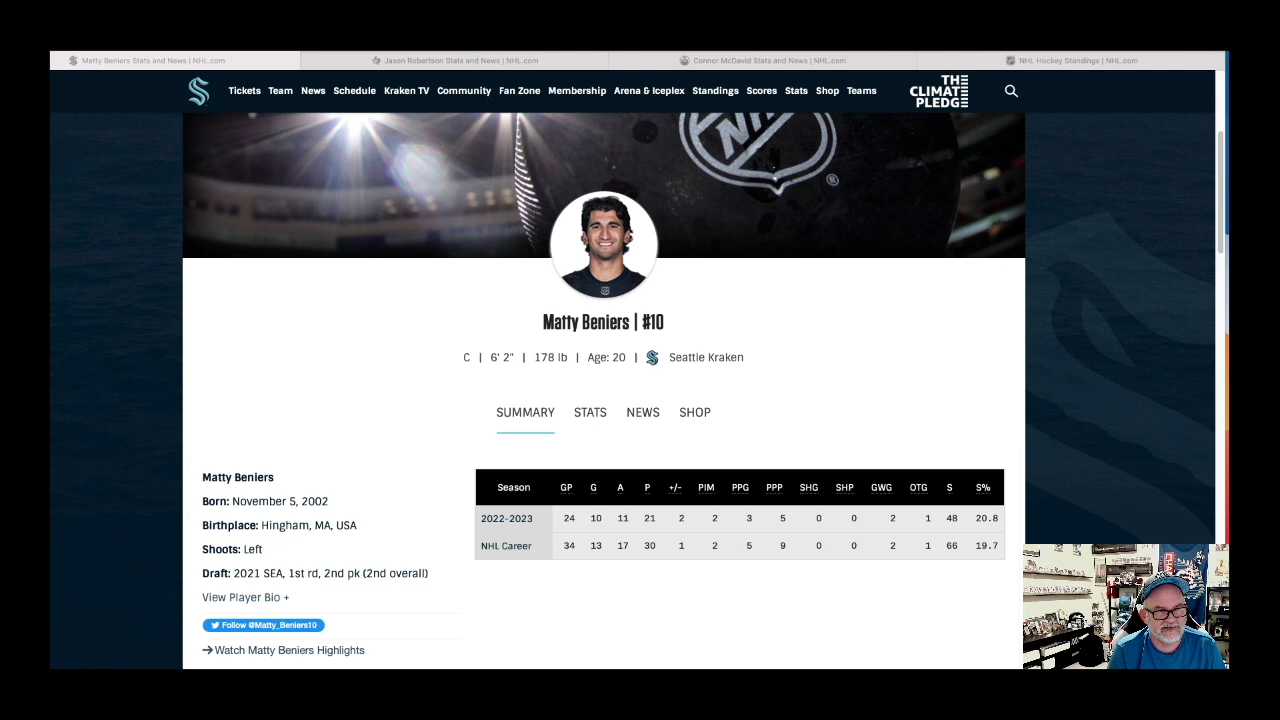 Matty Beniers Stats and News | NHL.com
Jason Robertson Stats and News | NHL.com
Connor McDavid Stats and News | NHL.com
NHL Hockey Standings | NHL.com
Tickets Team News Schedule Kraken TV Community Fan Zone Membership Arena & Iceplex Standings Scores Stats Shop Teams
THE
CLIMATE
PLEDGE
NHL
®
Matty Beniers | #10
C | 6' 2" | 178 lb | Age: 20 | Seattle Kraken
SUMMARY STATS NEWS SHOP
Matty Beniers
Born: November 5, 2002
Birthplace: Hingham, MA, USA
Shoots: Left
Draft: 2021 SEA, 1st rd, 2nd pk (2nd overall)
View Player Bio +
Follow @Matty_Beniers10
Watch Matty Beniers Highlights
Season GP G A P +/- PIM PPG PPP SHG SHP GWG OTG S S%
2022-2023 24 10 11 21 2 2 3 5 0 0 2 1 48 20.8
NHL Career 34 13 17 30 1 2 5 9 0 0 2 1 66 19.7